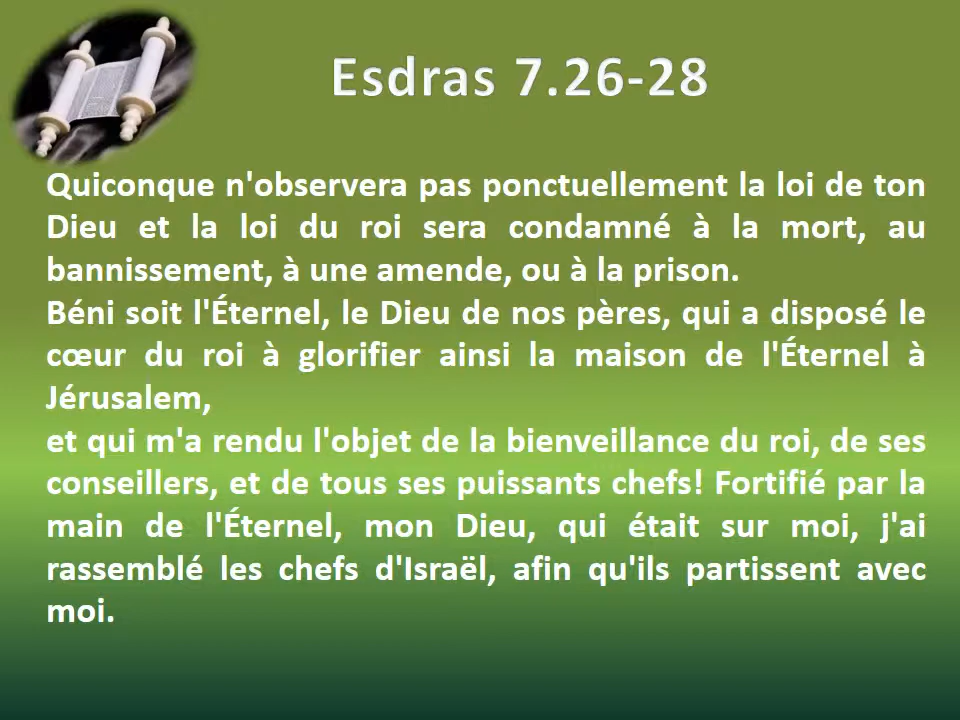 Esdras 7.26-28
Quiconque n'observera pas ponctuellement la loi de ton
Dieu et la loi du roi sera condamné à la mort, au
bannissement, à une amende, ou à la prison.
Béni soit l'Éternel, le Dieu de nos pères, qui a disposé le
cœur du roi à glorifier ainsi la maison de l'Éternel à
Jérusalem,
et qui m'a rendu l'objet de la bienveillance du roi, de ses
conseillers, et de tous ses puissants chefs! Fortifié par la
main de l'Éternel, mon Dieu, qui était sur moi, j'ai
rassemblé les chefs d'Israël, afin qu'ils partissent avec
moi.